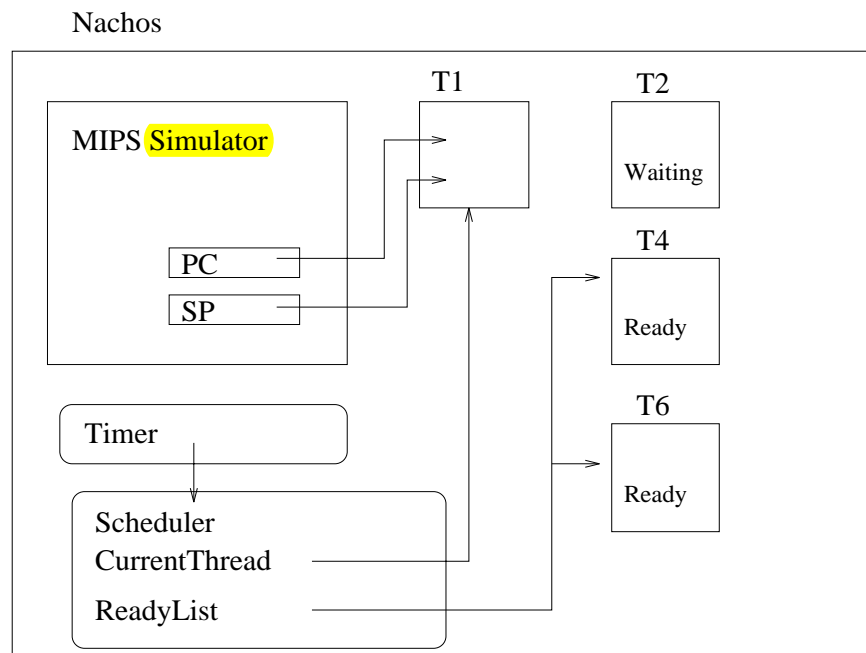 Nachos
T1
T2
MIPS Simulator
Waiting
PC
SP
T4
Ready
T6
Timer
Ready
Scheduler
CurrentThread
ReadyList